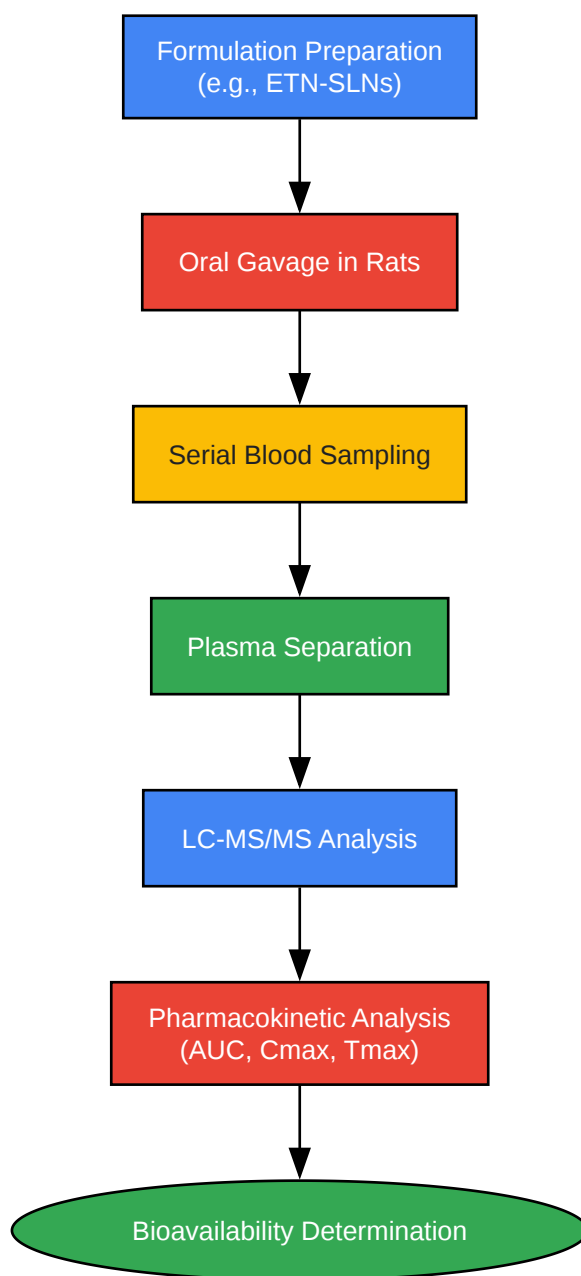 Formulation Preparation
(e.g., ETN-SLNs)
Oral Gavage in Rats
Serial Blood Sampling
Plasma Separation
LC-MS/MS Analysis
Pharmacokinetic Analysis
(AUC, Cmax, Tmax)
Bioavailability Determination